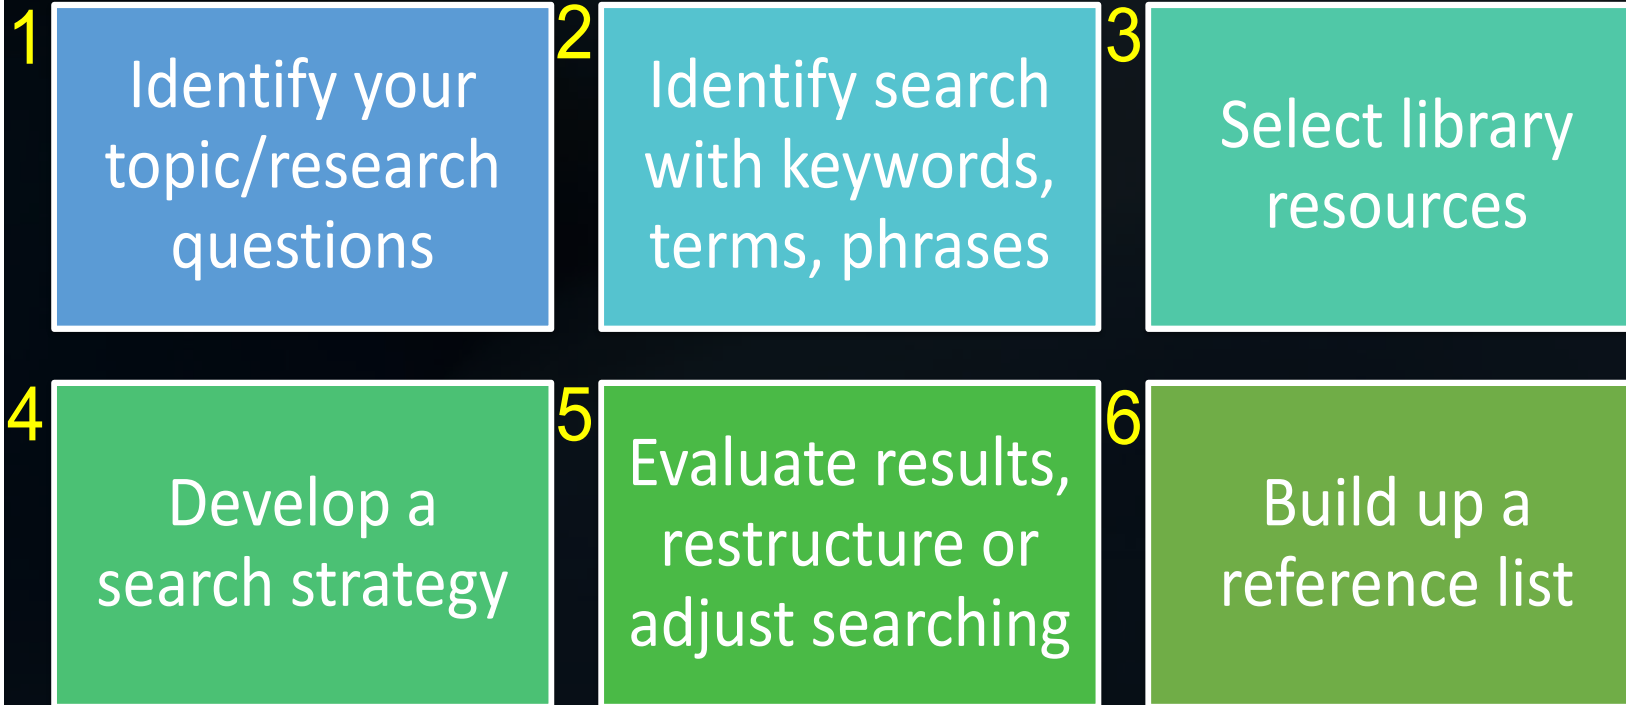 1
Identify your
topic/research
questions
2
Identify search
with keywords,
terms, phrases
3
Select library
resources
4
Develop a
search strategy
5
Evaluate results,
restructure or
adjust searching
6
Build up a
reference list